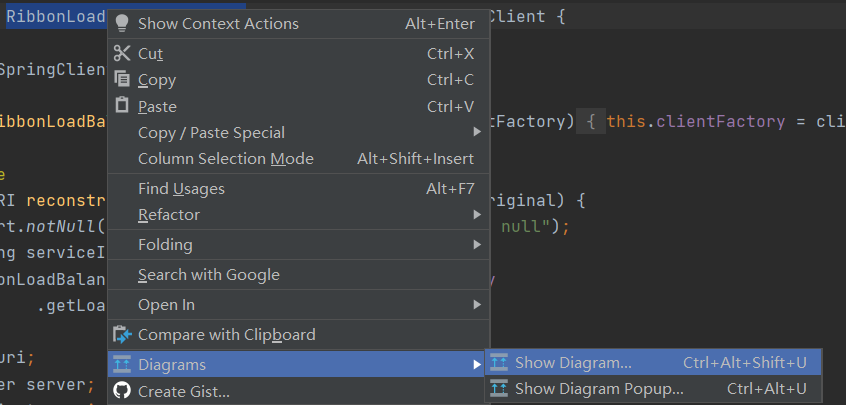 RibbonLoad Client {
Show Context Actions Alt+Enter
Cut Ctrl+X
SpringClien
Copy Ctrl+C
Paste Ctrl+V
ibbonLoadBa tFactory) { this.clientFactory = cli
Copy / Paste Special
Column Selection Mode Alt+Shift+Insert
e
Find Usages Alt+F7
RI reconstr riginal) {
Refactor
rt.notNull( null");
Folding
ng serviceI
Search with Google
onLoadBalan y
Open In
.getLoa
Compare with Clipboard
uri;
Diagrams
Show Diagram... Ctrl+Alt+Shift+U
er server;
Create Gist...
Show Diagram Popup... Ctrl+Alt+U